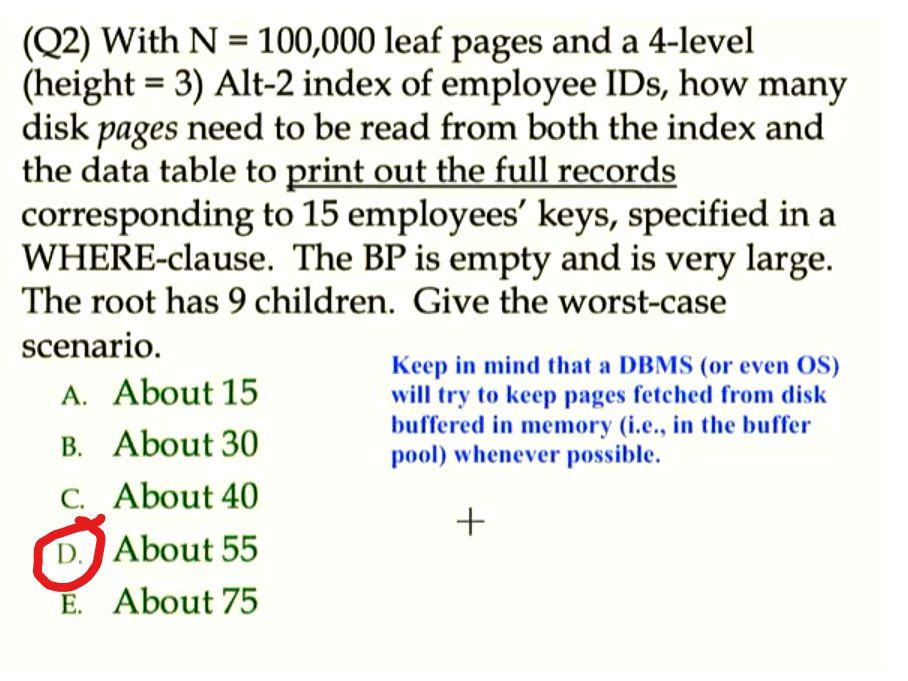 (Q2) With N = 100,000 leaf pages and a 4-level
(height = 3) Alt-2 index of employee IDs, how many
disk pages need to be read from both the index and
the data table to print out the full records
corresponding to 15 employees' keys, specified in a
WHERE-clause. The BP is empty and is very large.
The root has 9 children. Give the worst-case
scenario.
A. About 15
B. About 30
C. About 40
D. About 55
E. About 75
Keep in mind that a DBMS (or even OS)
will try to keep pages fetched from disk
buffered in memory (i.e., in the buffer
pool) whenever possible.